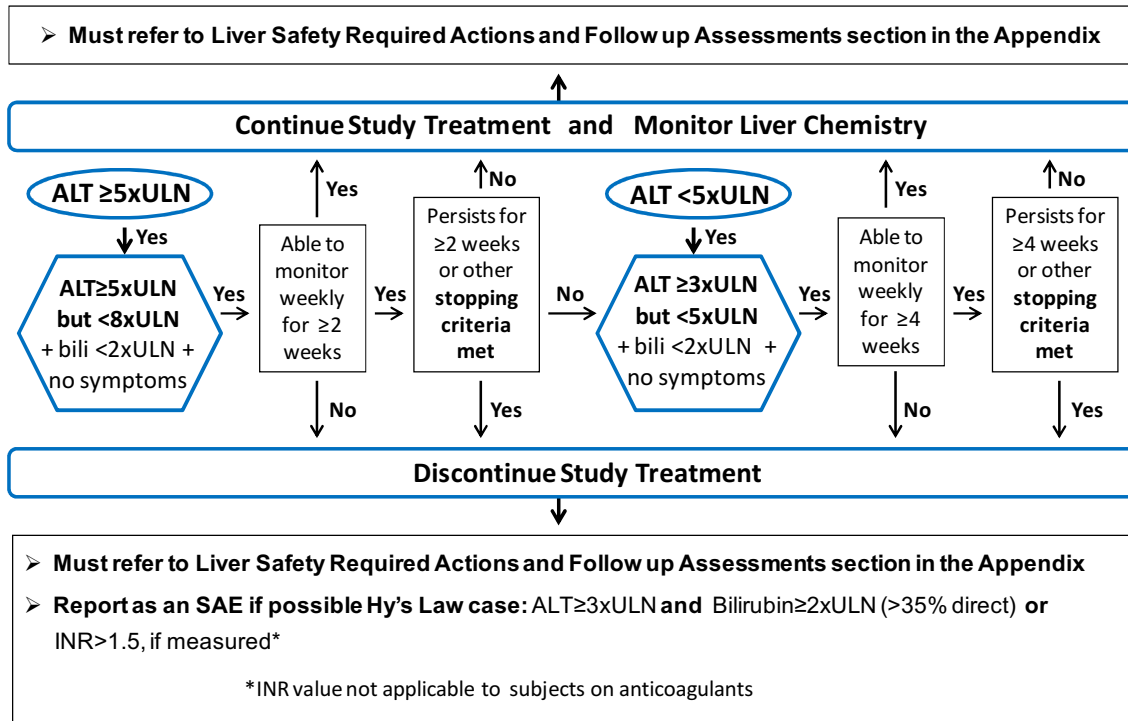 ➢ Must refer to Liver Safety Required Actions and Follow up Assessments section in the Appendix
Continue Study Treatment and Monitor Liver Chemistry
ALT ≥5xULN
Yes
ALT≥5xULN
but <8xULN
+ bili <2xULN +
no symptoms
Yes
Yes
Able to
monitor
weekly
for ≥2
weeks
No
Yes
No
Persists for
≥2 weeks
or other
stopping
criteria
met
Yes
No
ALT <5xULN
Yes
ALT ≥3xULN
but <5xULN
+ bili <2xULN +
no symptoms
Yes
Yes
Able to
monitor
weekly
for ≥4
weeks
No
Yes
No
Persists for
≥4 weeks
or other
stopping
criteria
met
Yes
Discontinue Study Treatment
➢ Must refer to Liver Safety Required Actions and Follow up Assessments section in the Appendix
➢ Report as an SAE if possible Hy's Law case: ALT≥3xULN and Bilirubin≥2xULN (>35% direct) or
INR>1.5, if measured*
*INR value not applicable to subjects on anticoagulants